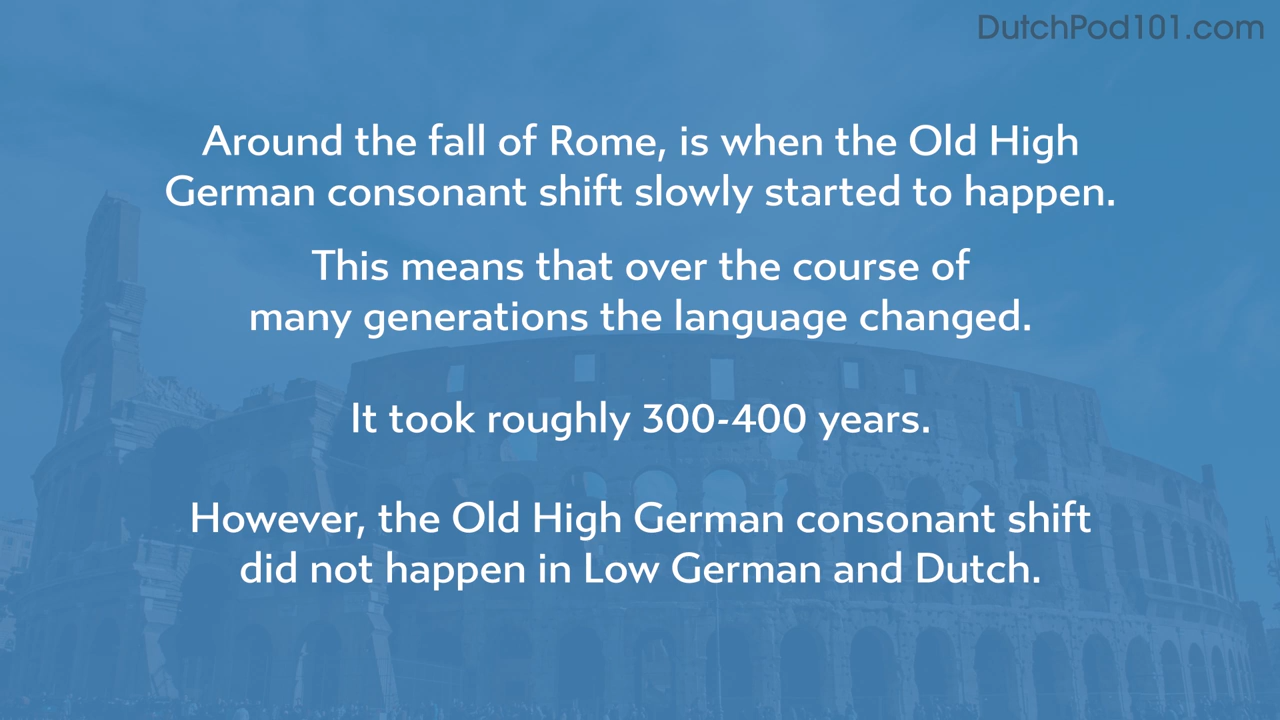 DutchPod101.com
Around the fall of Rome, is when the Old High
German consonant shift slowly started to happen.
This means that over the course of
many generations the language changed.
It took roughly 300-400 years.
However, the Old High German consonant shift
did not happen in Low German and Dutch.